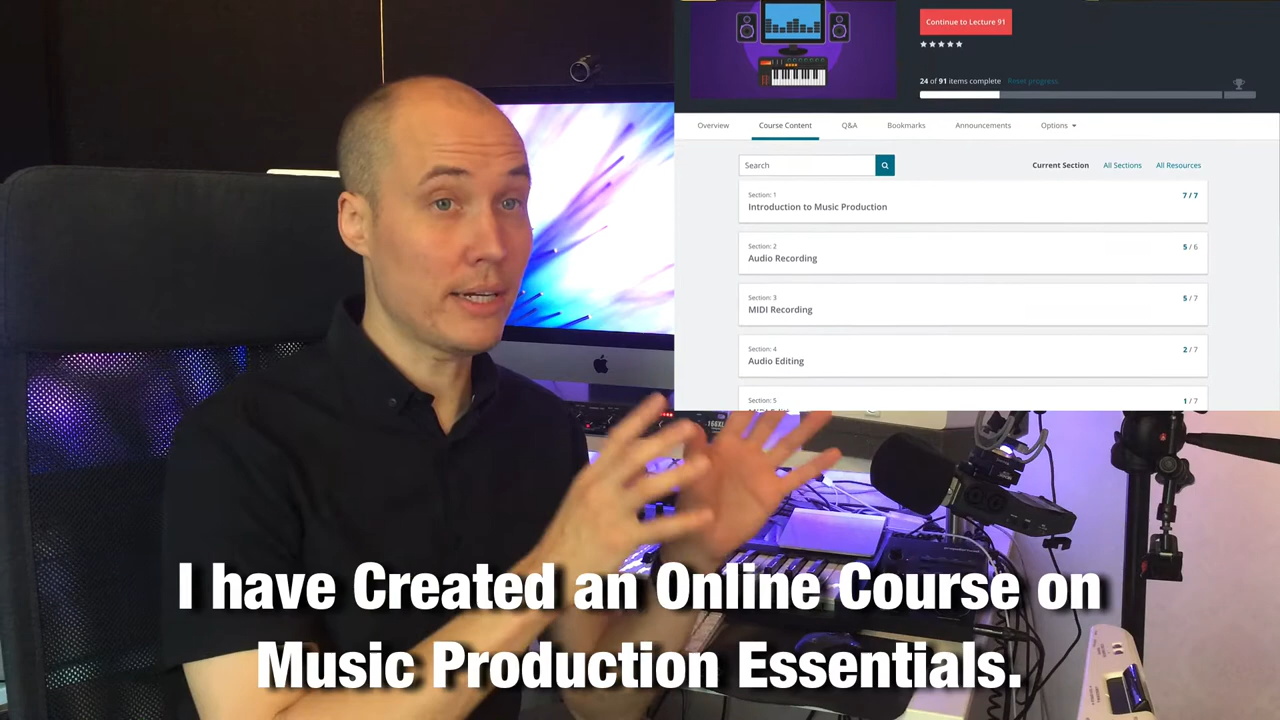 Continue to Lecture 91
24 of 91 items complete Reset progress
Overview Course Content Q&A Bookmarks Announcements Options
Search
Current Section All Sections All Resources
Section: 1
7 / 7
Introduction to Music Production
Section: 2
5 / 6
Audio Recording
Section: 3
5 / 7
MIDI Recording
Section: 4
2 / 7
Audio Editing
Section: 5
1 / 7
166XL
I have Created an Online Course on
Music Production Essentials.